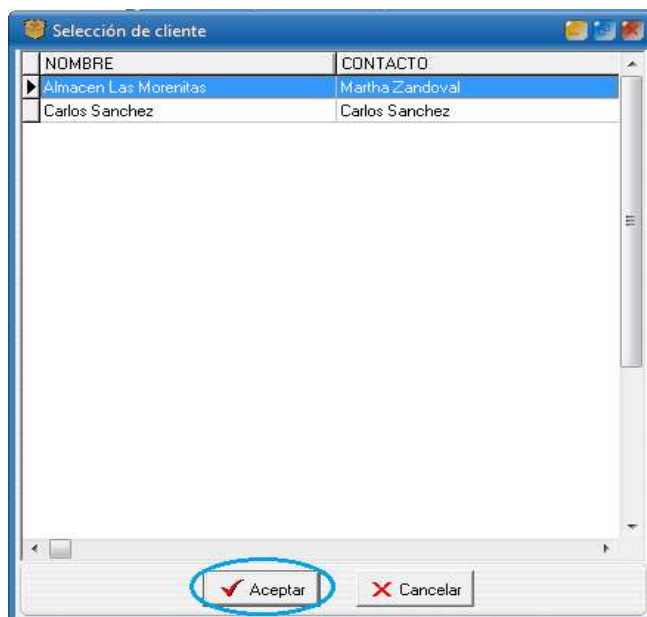 Selección de cliente
NOMBRE CONTACTO
Almacen Las Morenitas Martha Zandoval
Carlos Sanchez Carlos Sanchez
Aceptar Cancelar